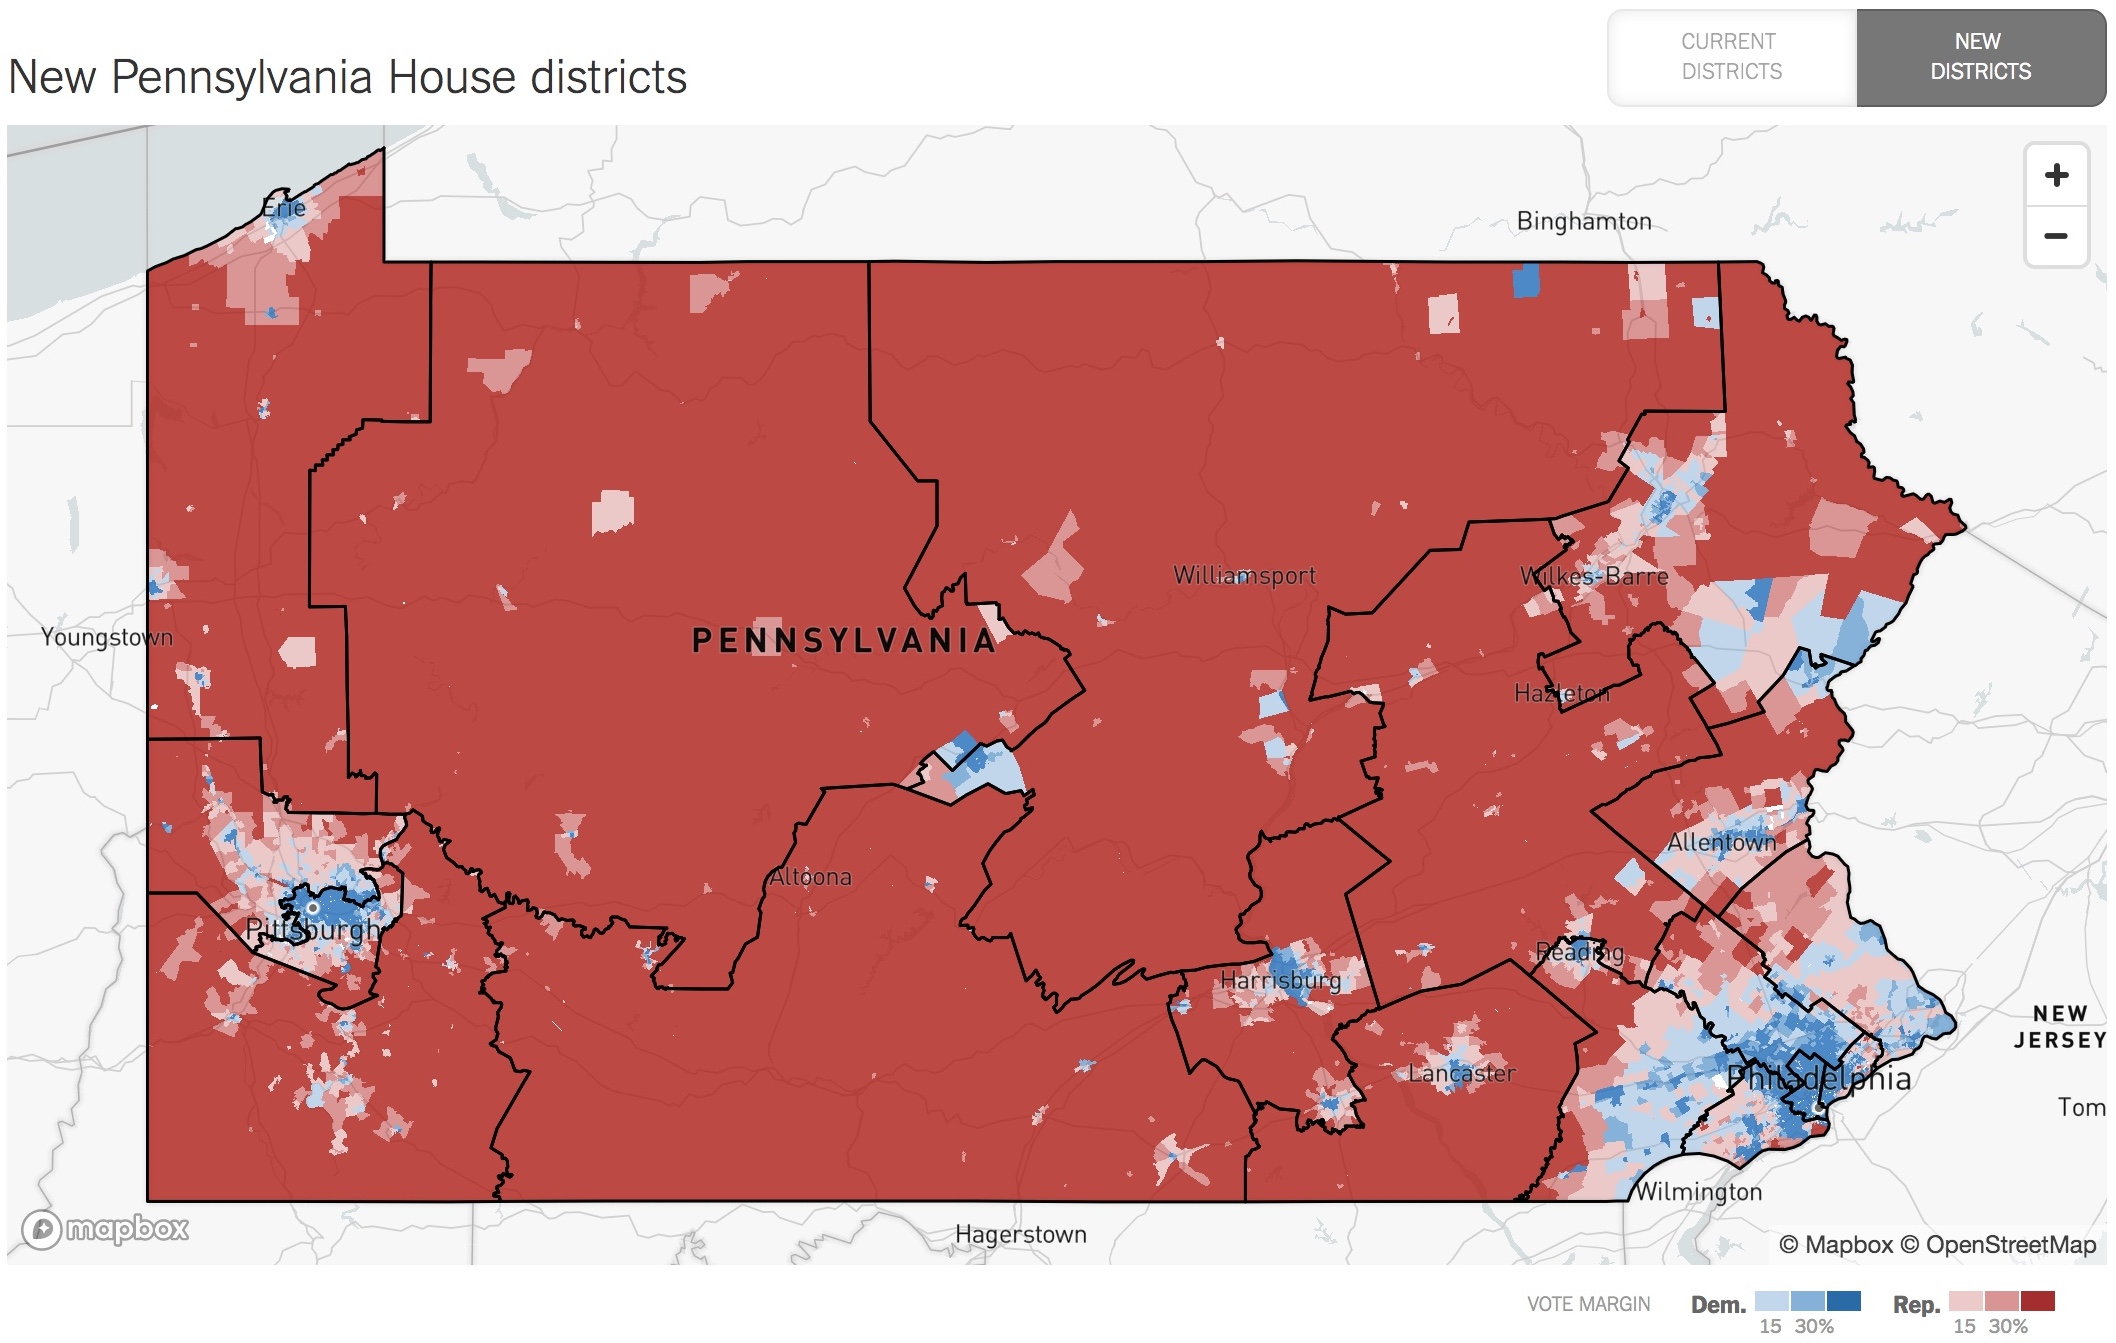 New Pennsylvania House districts
CURRENT
DISTRICTS
NEW
DISTRICTS
+
−
Erie
Binghamton
Williamsport
Wilkes-Barre
Youngstown
PENNSYLVANIA
Hazleton
Allentown
Altoona
Pittsburgh
Reading
Harrisburg
NEW
JERSEY
Lancaster
Philadelphia
Tom
Wilmington
Hagerstown
mapbox
© Mapbox © OpenStreetMap
VOTE MARGIN Dem. Rep.
15 30% 15 30%